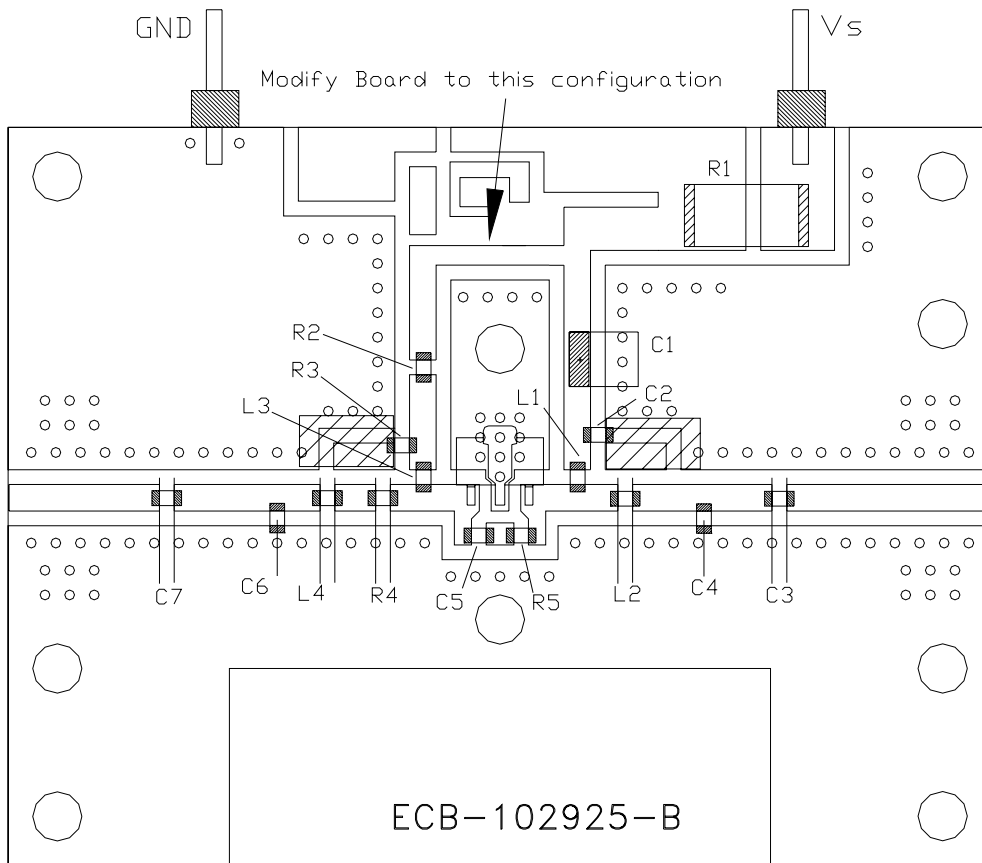 GND
Vs
Modify Board to this configuration
R1
R2
C1
R3
L1
C2
L3
C7
C6
L4
R4
C5
R5
L2
C4
C3
ECB-102925-B